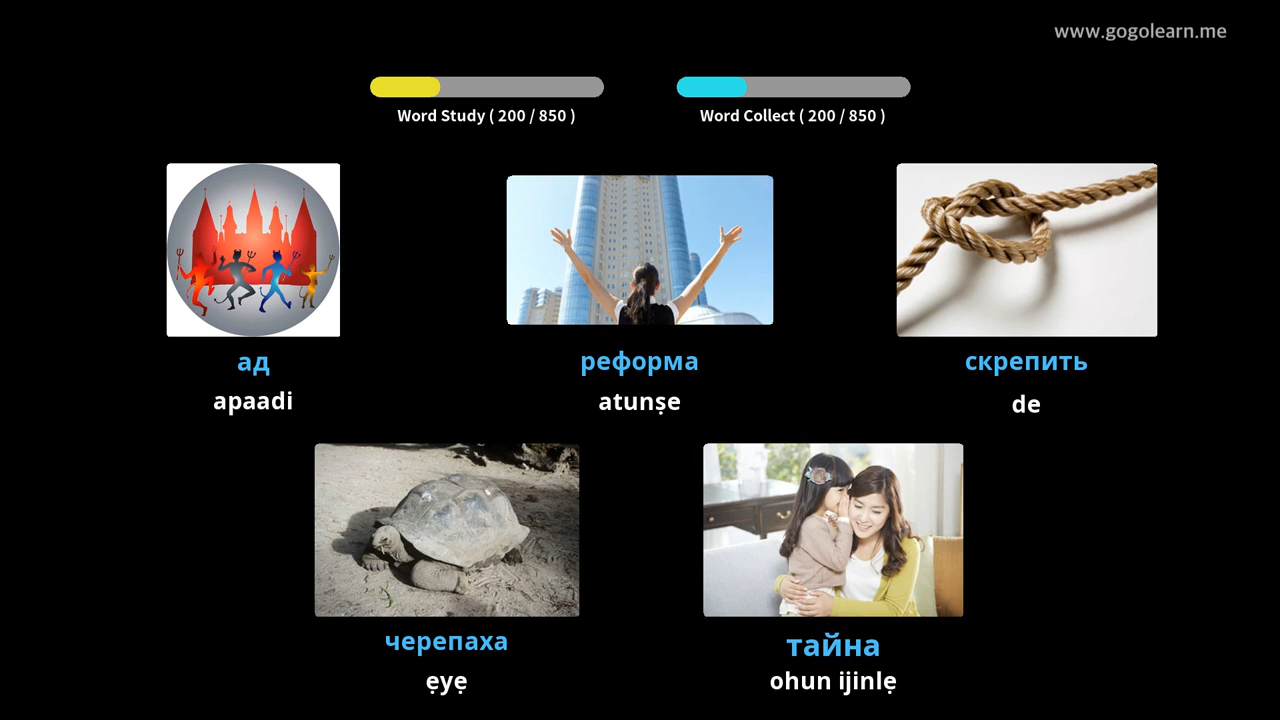 www.gogolearn.me
Word Study ( 200 / 850 )
Word Collect ( 200 / 850 )
ад
apaadi
реформа
atunṣe
скрепить
de
черепаха
ẹyẹ
тайна
ohun ijinlẹ